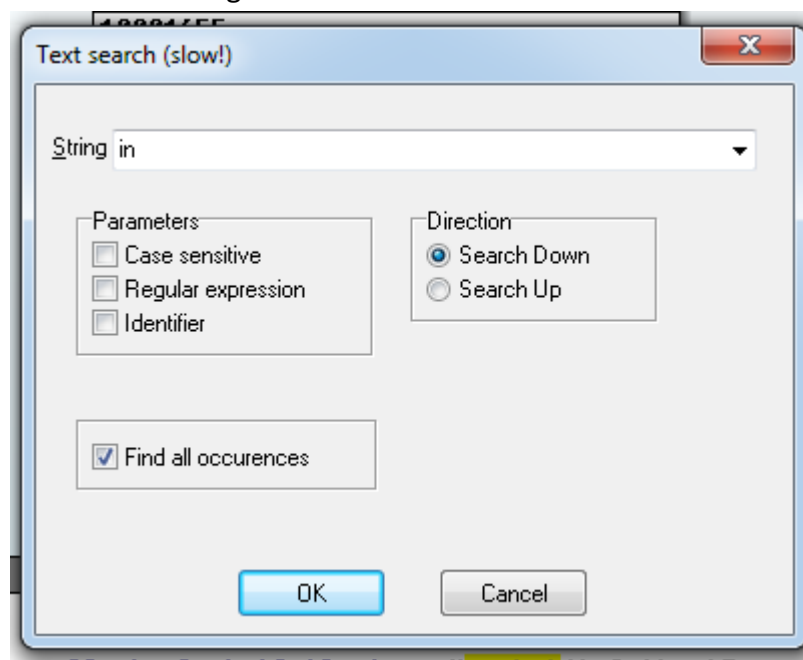 Text search (slow!)
String in
Parameters
Case sensitive
Regular expression
Identifier
Direction
Search Down
Search Up
Find all occurences
OK
Cancel